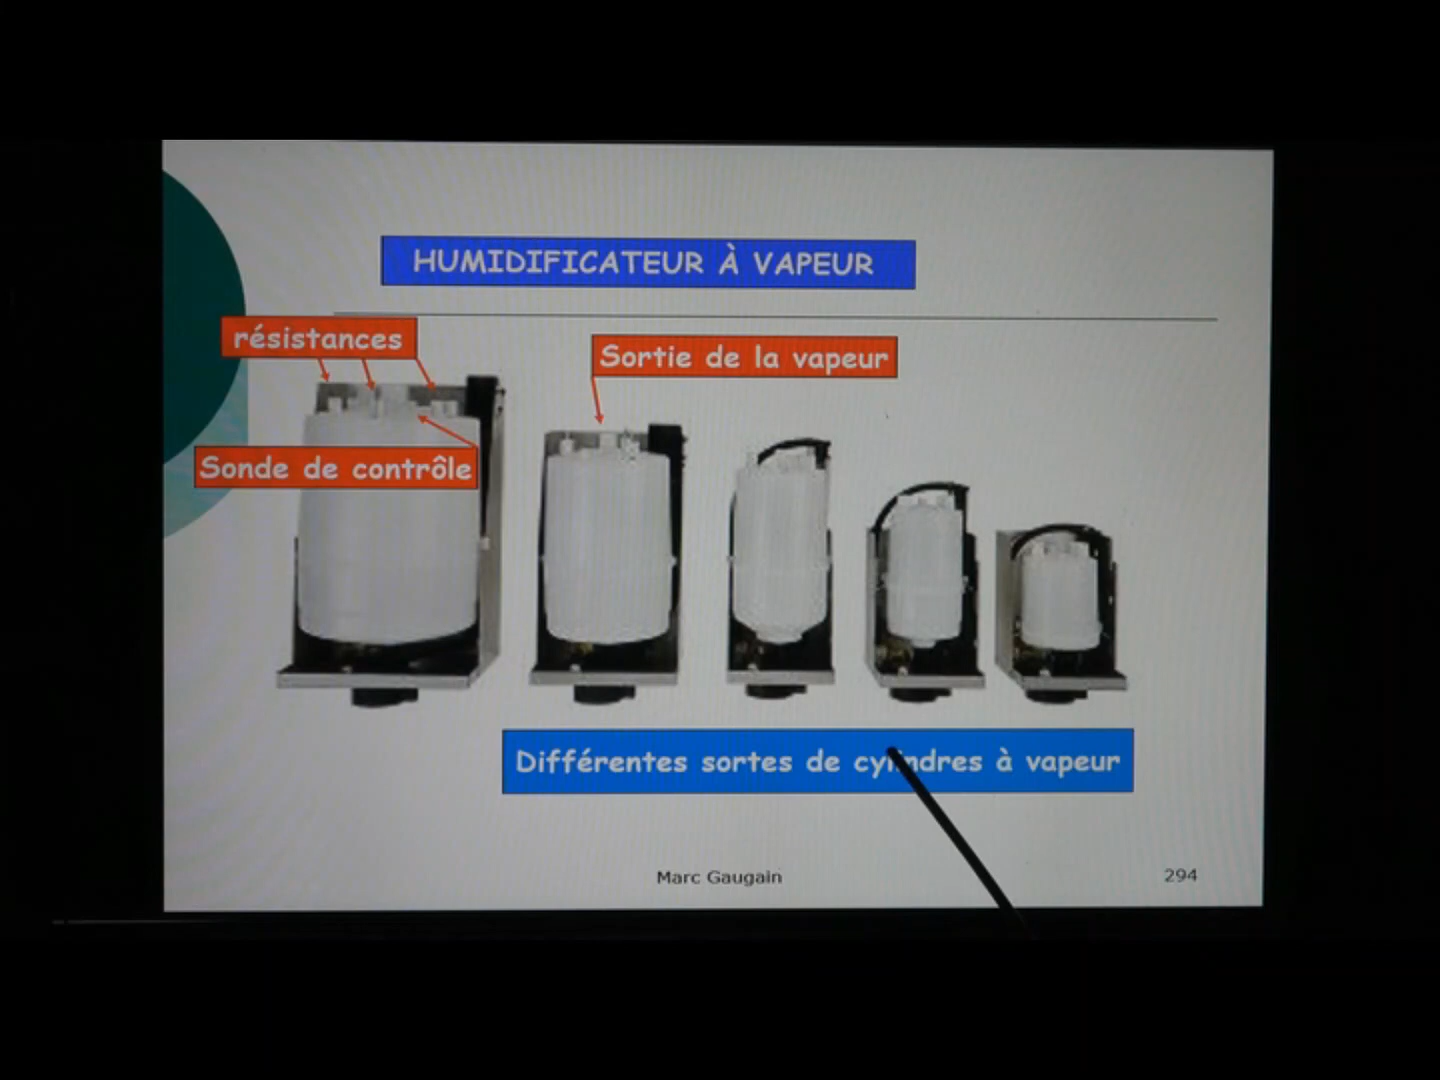 HUMIDIFICATEUR À VAPEUR
résistances
Sortie de la vapeur
Sonde de contrôle
Différentes sortes de cylindres à vapeur
Marc Gaugain
294